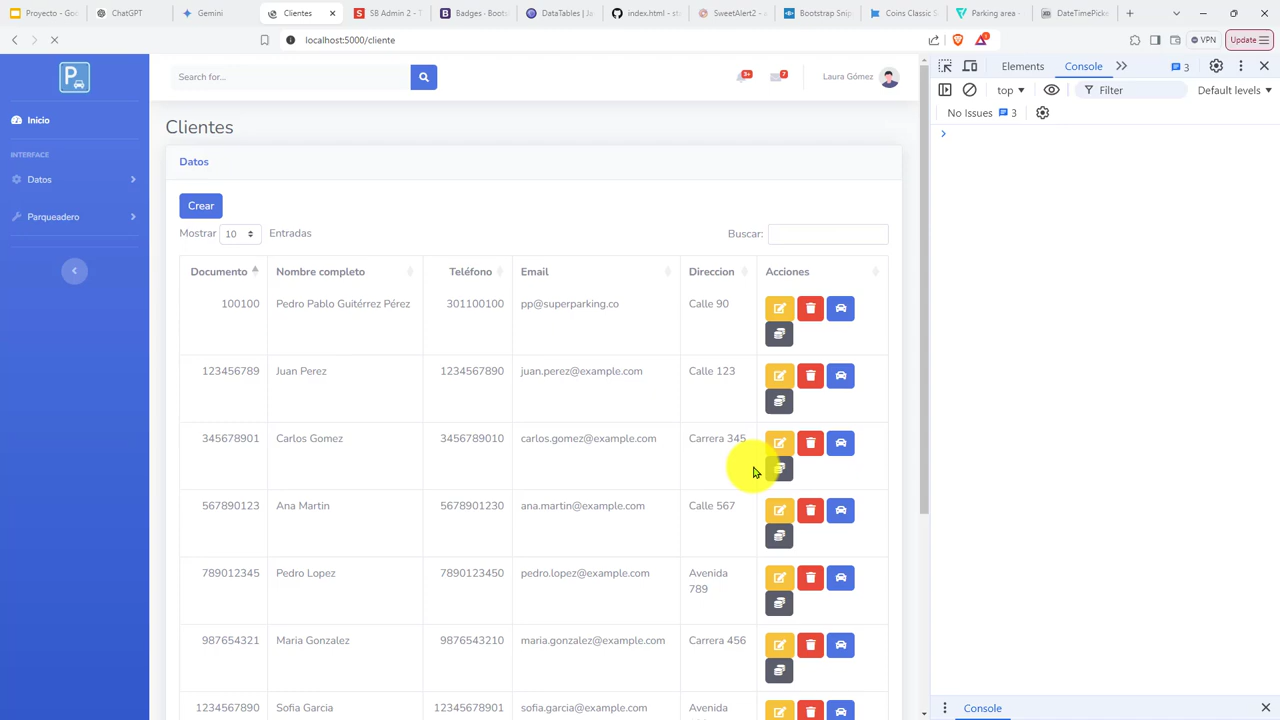 Proyecto - Goo
ChatGPT
Gemini
Clientes
SB Admin 2 - T
Badges - Boots
DataTables | Ja
index.html - sta
SweetAlert2 - a
Bootstrap Snip
Coins Classic S
Parking area -
DateTimePicke
localhost:5000/cliente
VPN
Update
P
Search for...
3+
7
Laura Gómez
Elements
Console
3
top
Filter
Default levels
No Issues
3
Inicio
INTERFACE
Datos
Parqueadero
Clientes
Datos
Crear
Mostrar 10 Entradas
Buscar:
Documento Nombre completo Teléfono Email Direccion Acciones
100100 Pedro Pablo Guitérrez Pérez 301100100 pp@superparking.co Calle 90
123456789 Juan Perez 1234567890 juan.perez@example.com Calle 123
345678901 Carlos Gomez 3456789010 carlos.gomez@example.com Carrera 345
567890123 Ana Martin 5678901230 ana.martin@example.com Calle 567
789012345 Pedro Lopez 7890123450 pedro.lopez@example.com Avenida
789
987654321 Maria Gonzalez 9876543210 maria.gonzalez@example.com Carrera 456
1234567890 Sofia Garcia 12345678901 sofia.garcia@example.com Avenida
Console